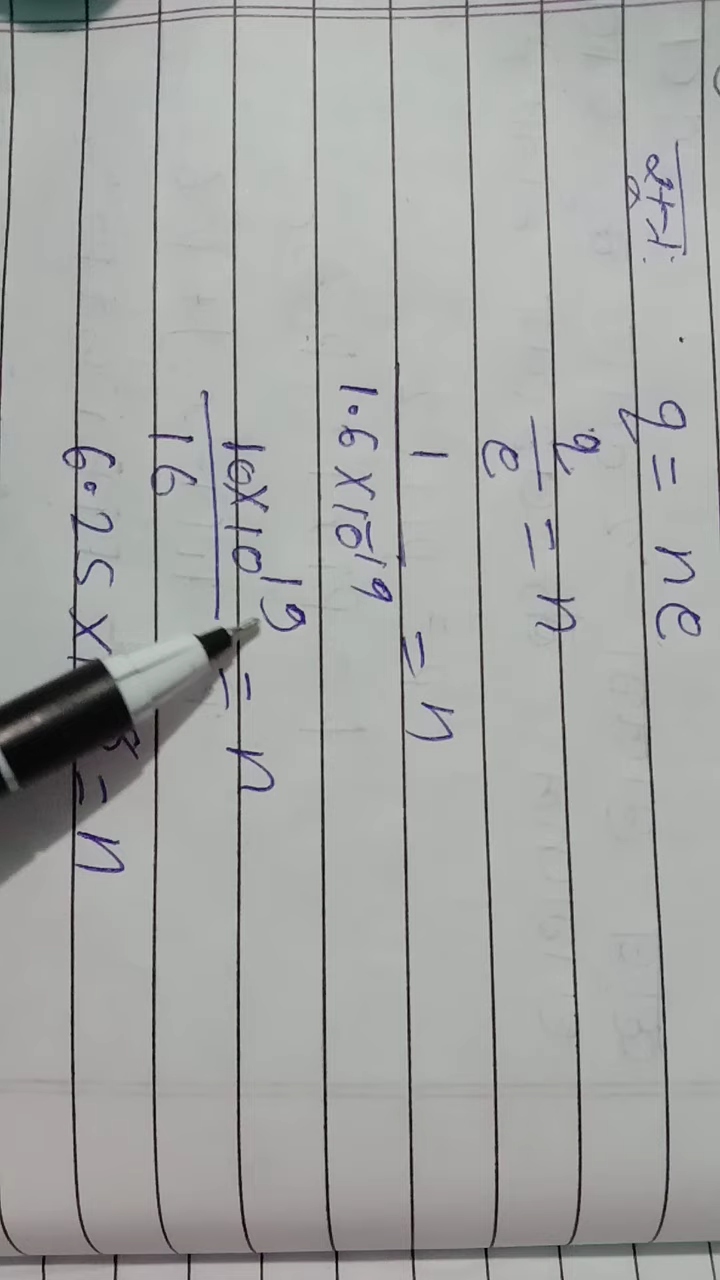 q = ne
q/e = n
1/1.6 × 10⁻¹⁹ = n
10×10¹⁹/16 = n
6.25 × = n